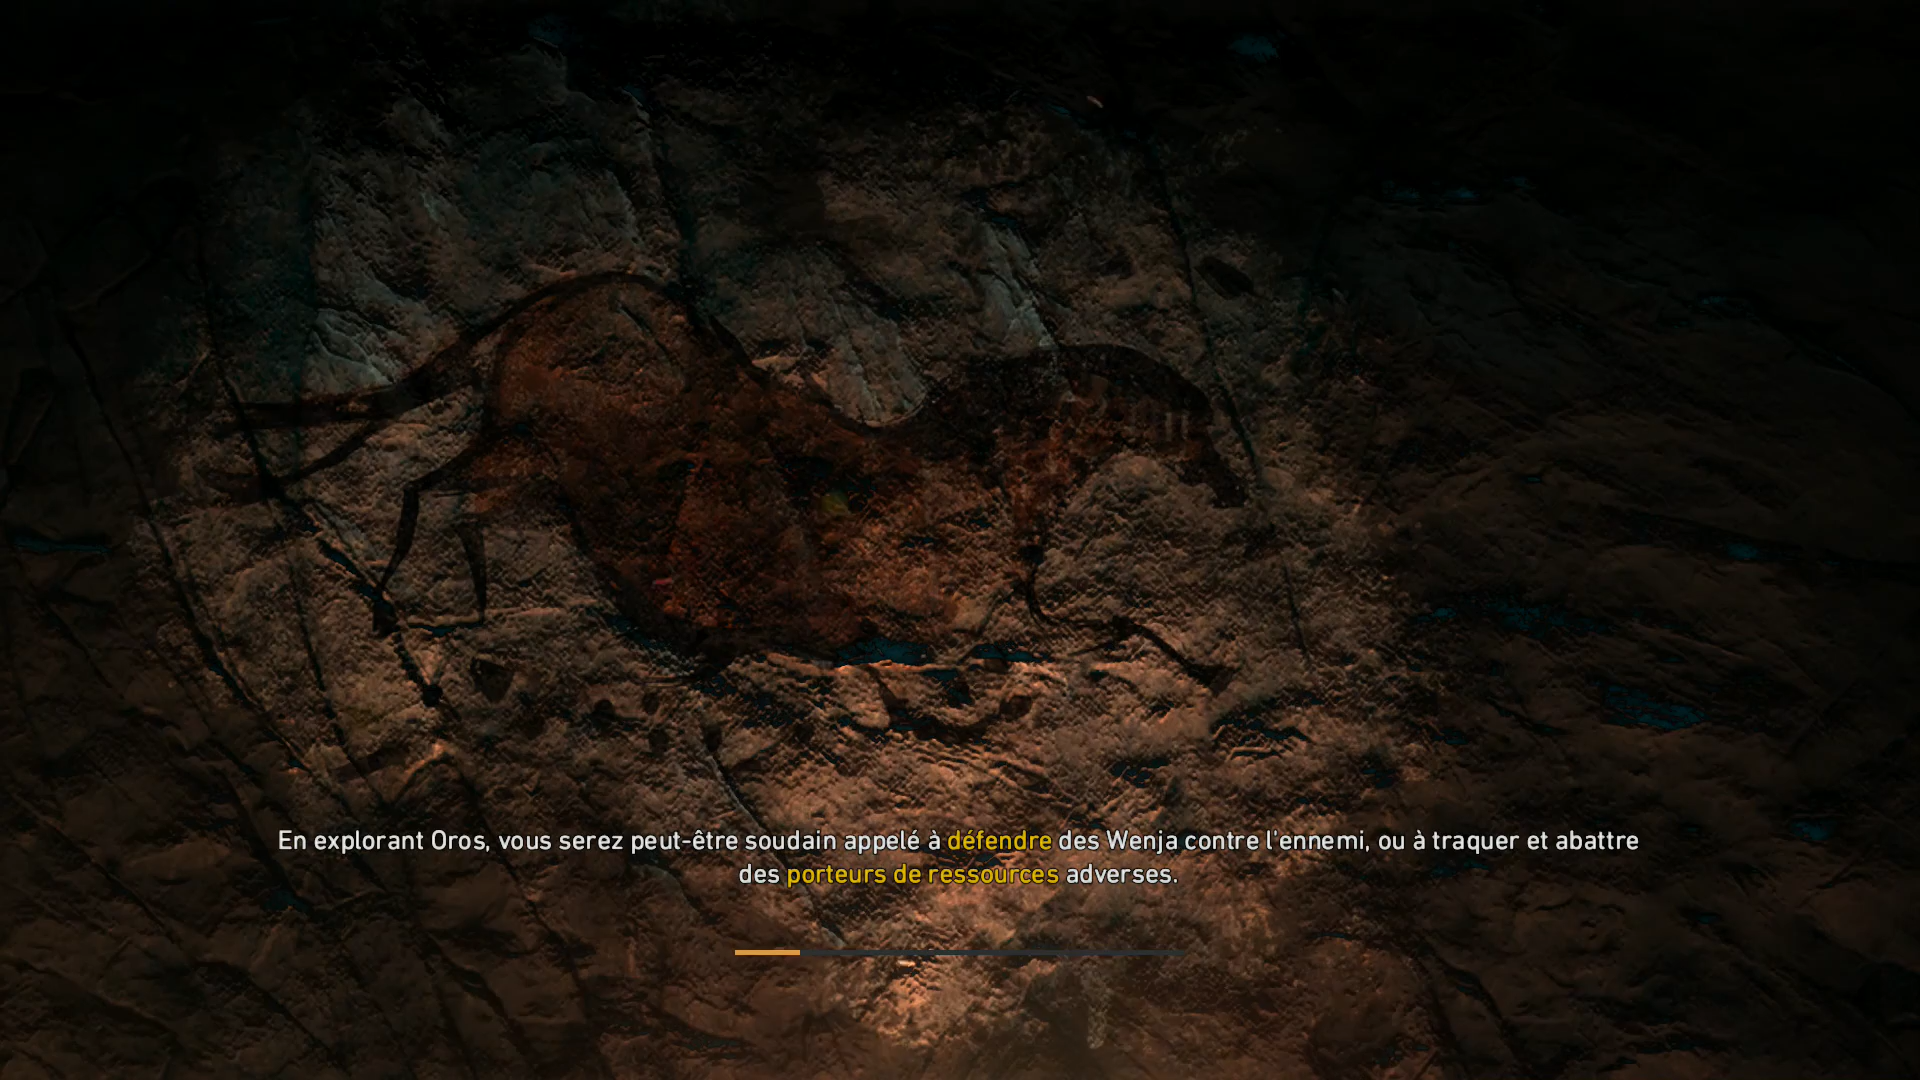 En explorant Oros, vous serez peut-être soudain appelé à défendre des Wenja contre l'ennemi, ou à traquer et abattre
des porteurs de ressources adverses.